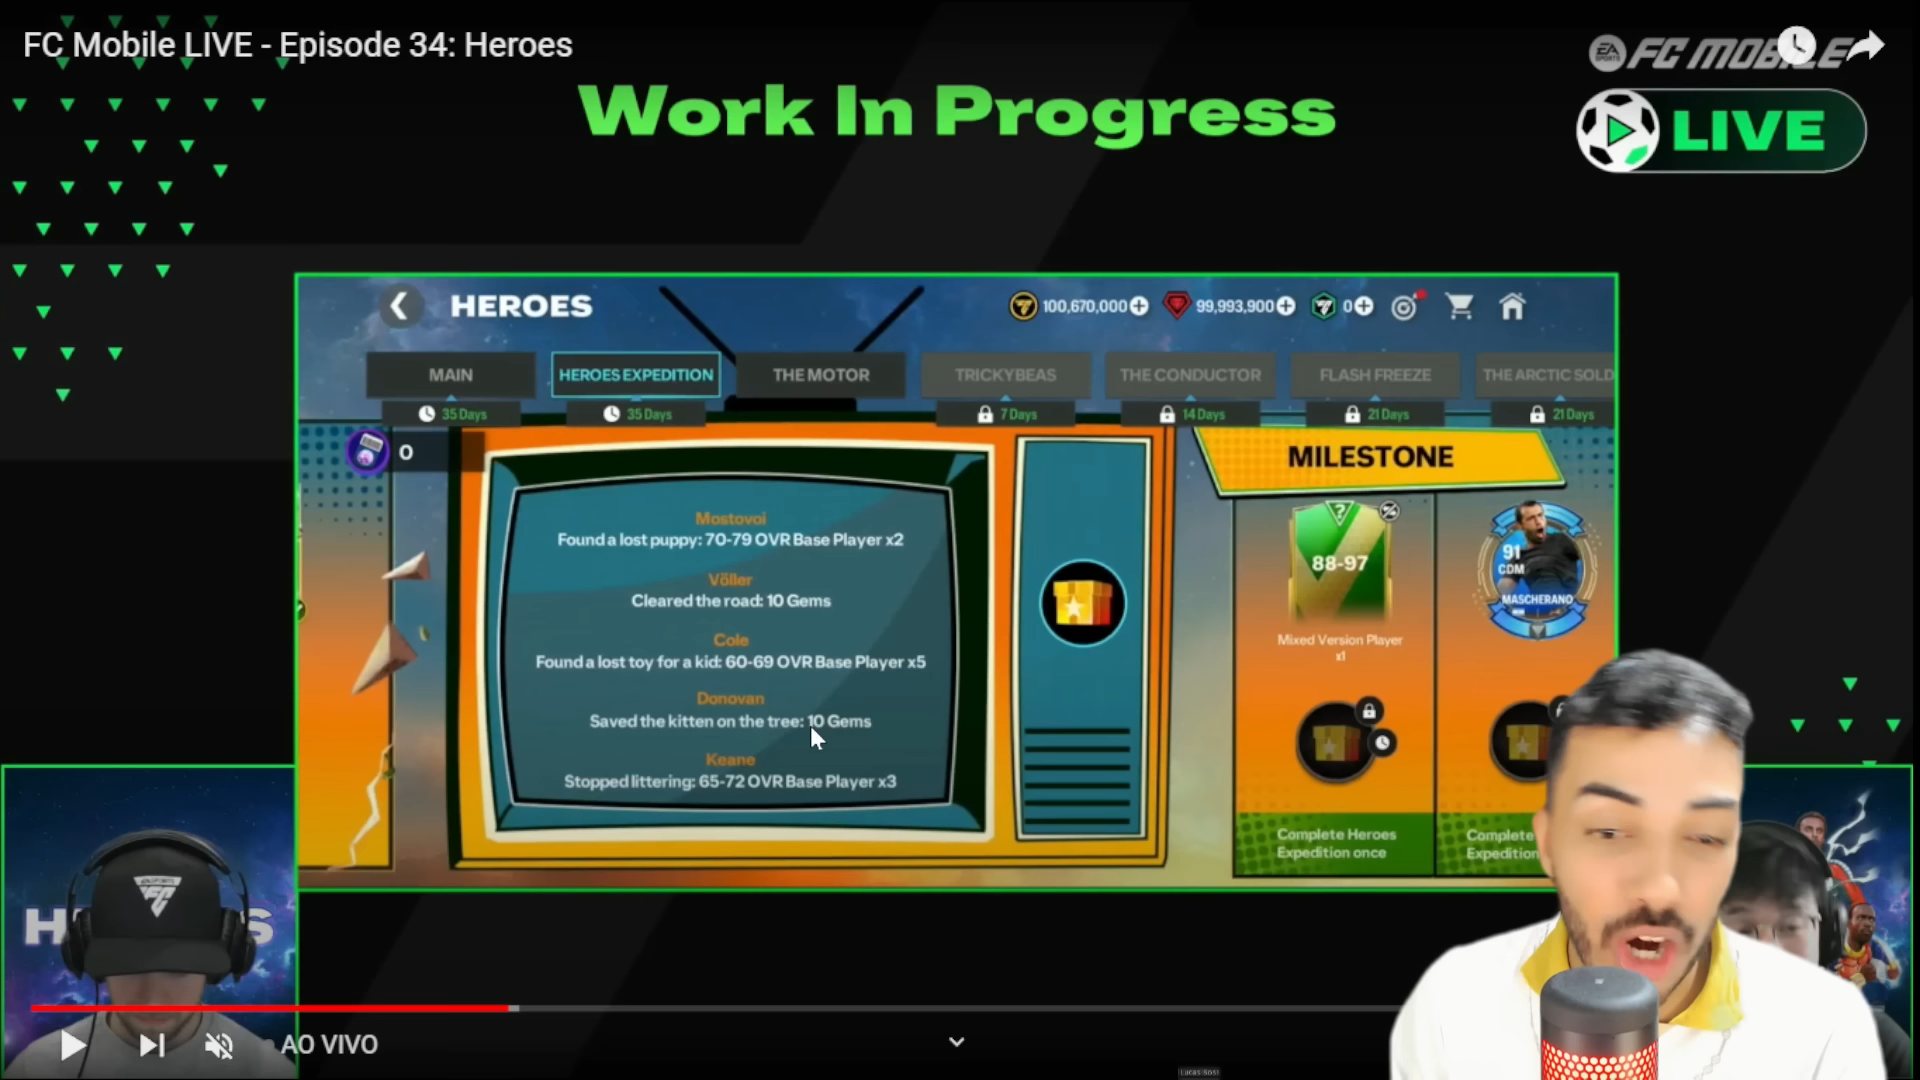 FC Mobile LIVE - Episode 34: Heroes
EA SPORTS FC MOBILE
Work In Progress
LIVE
HEROES
100,670,000
99,993,900
0
MAIN
HEROES EXPEDITION
THE MOTOR
TRICKYBEAS
THE CONDUCTOR
FLASH FREEZE
THE ARCTIC SOLD
35 Days
35 Days
7 Days
14 Days
21 Days
21 Days
0
MILESTONE
Mostovoi
Found a lost puppy: 70-79 OVR Base Player x2
Völler
Cleared the road: 10 Gems
Cole
Found a lost toy for a kid: 60-69 OVR Base Player x5
Donovan
Saved the kitten on the tree: 10 Gems
Keane
Stopped littering: 65-72 OVR Base Player x3
?
88-97
Mixed Version Player
x1
91
CDM
MASCHERANO
Complete Heroes
Expedition once
Complete
Expedition
FC
H
S
AO VIVO